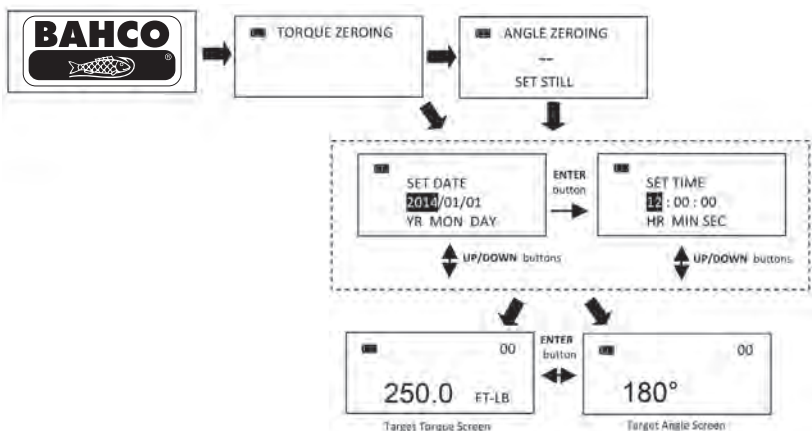 BAHCO
®
TORQUE ZEROING
ANGLE ZEROING
--
SET STILL
SET DATE
2014/01/01
YR MON DAY
ENTER
button
SET TIME
12 : 00 : 00
HR MIN SEC
UP/DOWN buttons
UP/DOWN buttons
00
250.0 FT-LB
Target Torque Screen
ENTER
button
00
180°
Target Angle Screen